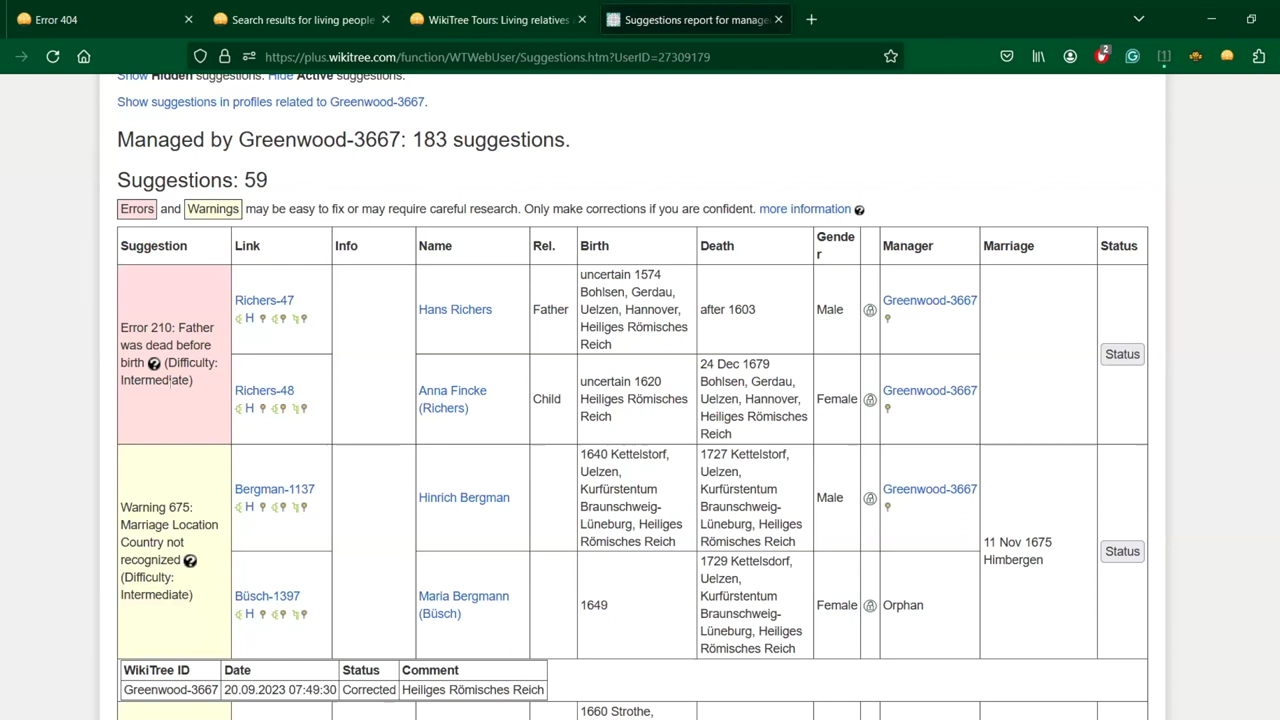 Error 404
Search results for living people
WikiTree Tours: Living relatives
Suggestions report for manage
https://plus.wikitree.com/function/WTWebUser/Suggestions.htm?UserID=27309179
2
Show Hidden suggestions. Hide Active suggestions.
Show suggestions in profiles related to Greenwood-3667.
Managed by Greenwood-3667: 183 suggestions.
Suggestions: 59
Errors and Warnings may be easy to fix or may require careful research. Only make corrections if you are confident. more information ?
Suggestion Link Info Name Rel. Birth Death Gende
r Manager Marriage Status
Error 210: Father
was dead before
birth ? (Difficulty:
Intermediate)
Richers-47
H
Hans Richers
Father
uncertain 1574
Bohlsen, Gerdau,
Uelzen, Hannover,
Heiliges Römisches
Reich
after 1603
Male
Greenwood-3667
Status
Richers-48
H
Anna Fincke
(Richers)
Child
uncertain 1620
Heiliges Römisches
Reich
24 Dec 1679
Bohlsen, Gerdau,
Uelzen, Hannover,
Heiliges Römisches
Reich
Female
Greenwood-3667
Warning 675:
Marriage Location
Country not
recognized ?
(Difficulty:
Intermediate)
Bergman-1137
H
Hinrich Bergman
1640 Kettelstorf,
Uelzen,
Kurfürstentum
Braunschweig-
Lüneburg, Heiliges
Römisches Reich
1727 Kettelstorf,
Uelzen,
Kurfürstentum
Braunschweig-
Lüneburg, Heiliges
Römisches Reich
Male
Greenwood-3667
11 Nov 1675
Himbergen
Status
Büsch-1397
H
Maria Bergmann
(Büsch)
1649
1729 Kettelsdorf,
Uelzen,
Kurfürstentum
Braunschweig-
Lüneburg, Heiliges
Römisches Reich
Female
Orphan
WikiTree ID Date Status Comment
Greenwood-3667 20.09.2023 07:49:30 Corrected Heiliges Römisches Reich
1660 Strothe,